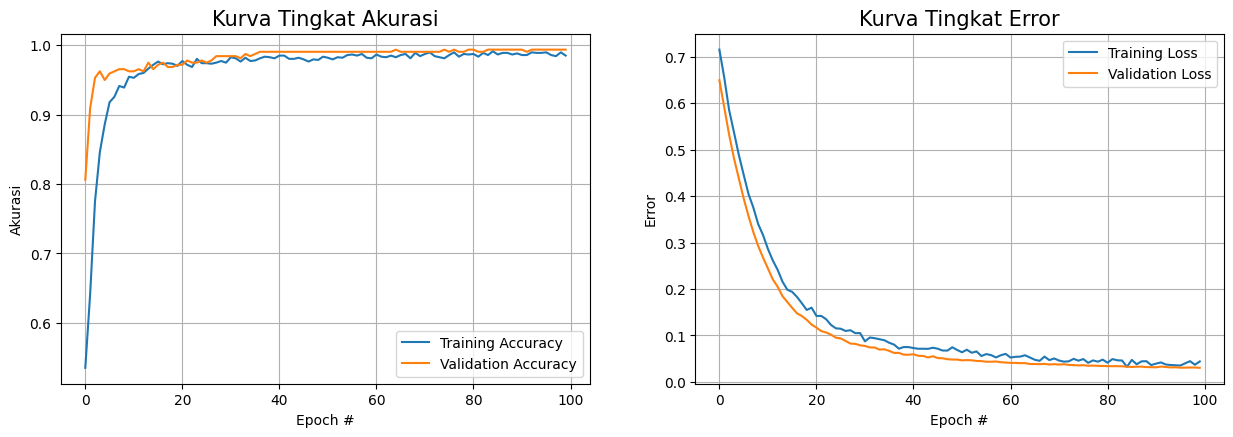 Kurva Tingkat Akurasi
1.0
0.9
0.8
0.7
0.6
Akurasi
0 20 40 60 80 100
Epoch #
Training Accuracy
Validation Accuracy
Kurva Tingkat Error
0.7
0.6
0.5
0.4
0.3
0.2
0.1
0.0
Error
0 20 40 60 80 100
Epoch #
Training Loss
Validation Loss